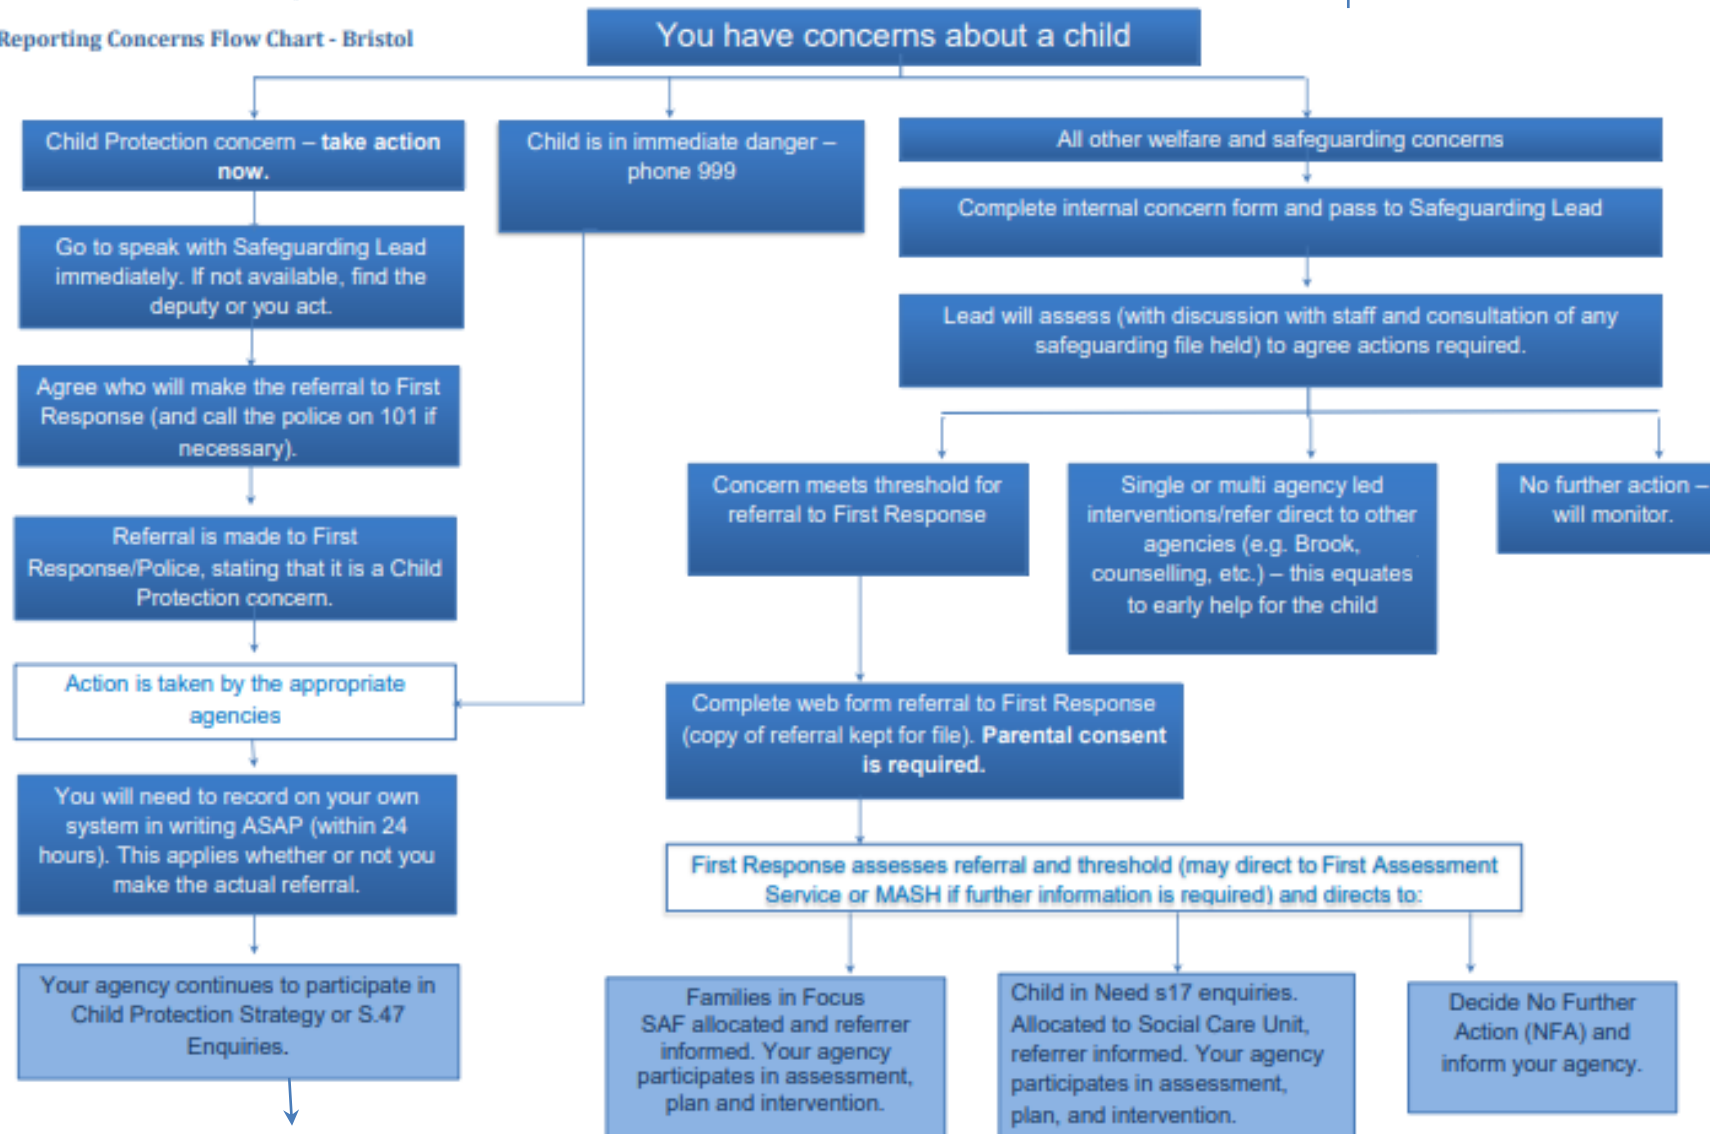 Reporting Concerns Flow Chart - Bristol
You have concerns about a child
Child Protection concern – take action
now.
Child is in immediate danger –
phone 999
All other welfare and safeguarding concerns
Go to speak with Safeguarding Lead
immediately. If not available, find the
deputy or you act.
Complete internal concern form and pass to Safeguarding Lead
Agree who will make the referral to First
Response (and call the police on 101 if
necessary).
Lead will assess (with discussion with staff and consultation of any
safeguarding file held) to agree actions required.
Referral is made to First
Response/Police, stating that it is a Child
Protection concern.
Concern meets threshold for
referral to First Response
Single or multi agency led
interventions/refer direct to other
agencies (e.g. Brook,
counselling, etc.) – this equates
to early help for the child
No further action –
will monitor.
Action is taken by the appropriate
agencies
Complete web form referral to First Response
(copy of referral kept for file). Parental consent
is required.
You will need to record on your own
system in writing ASAP (within 24
hours). This applies whether or not you
make the actual referral.
First Response assesses referral and threshold (may direct to First Assessment
Service or MASH if further information is required) and directs to:
Your agency continues to participate in
Child Protection Strategy or S.47
Enquiries.
Families in Focus
SAF allocated and referrer
informed. Your agency
participates in assessment,
plan and intervention.
Child in Need s17 enquiries.
Allocated to Social Care Unit,
referrer informed. Your agency
participates in assessment,
plan, and intervention.
Decide No Further
Action (NFA) and
inform your agency.